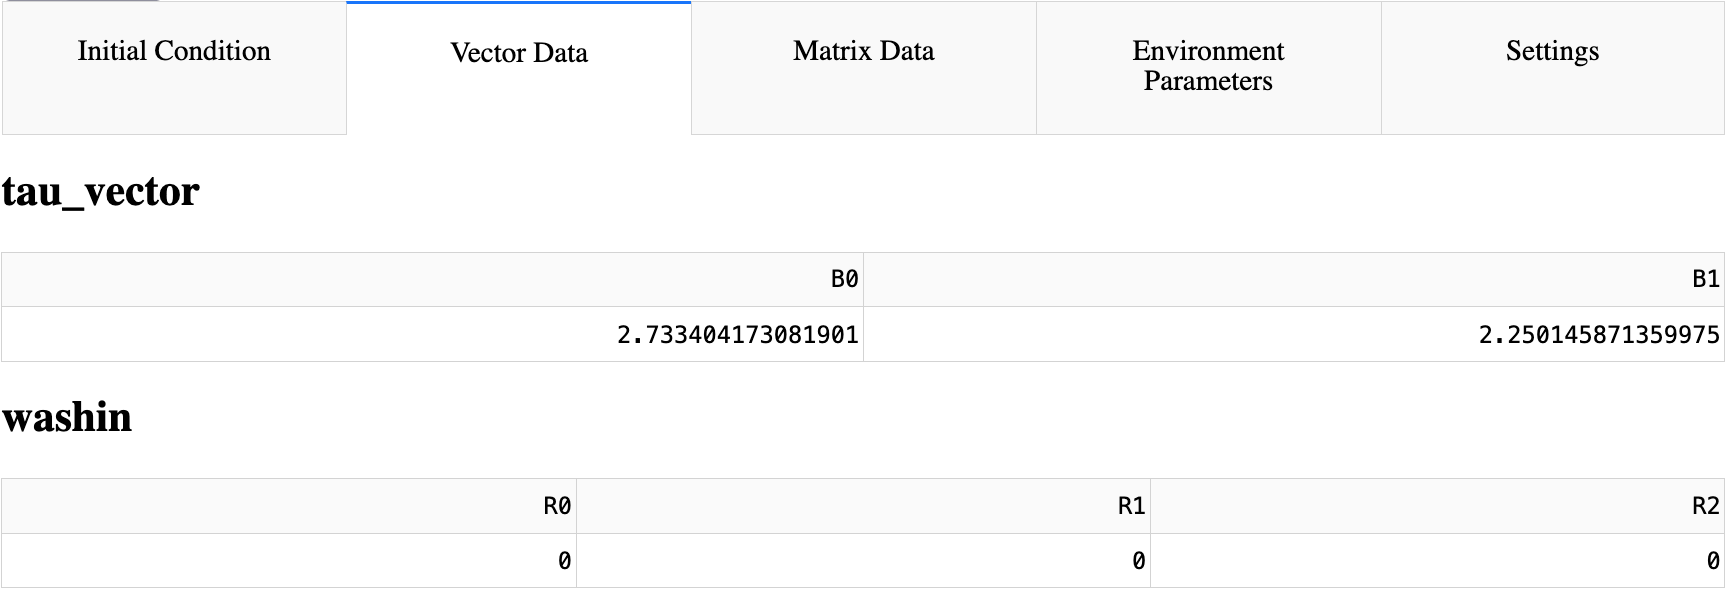 Initial Condition
Vector Data
Matrix Data
Environment
Parameters
Settings
tau_vector
B0 B1
2.733404173081901 2.250145871359975
washin
R0 R1 R2
0 0 0